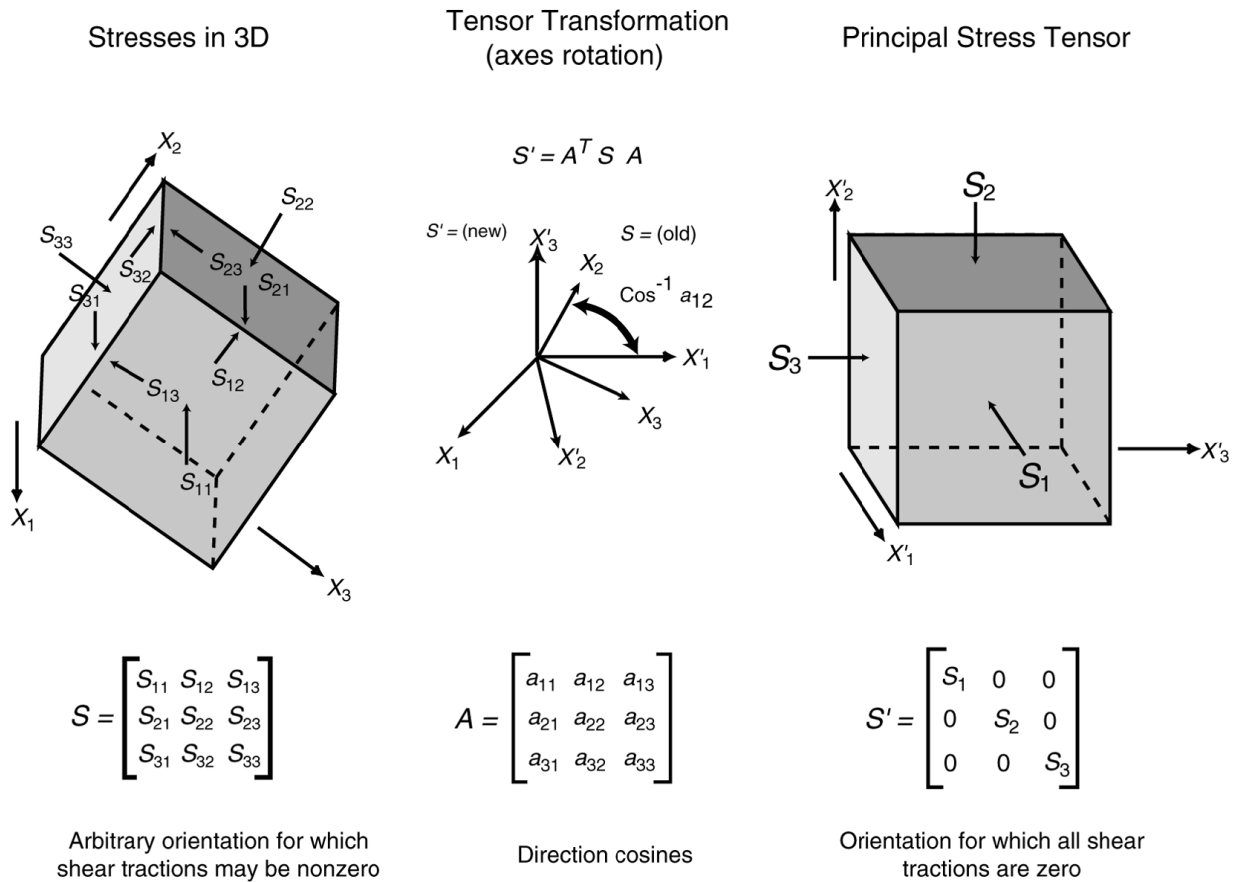 Stresses in 3D
Tensor Transformation
(axes rotation)
Principal Stress Tensor
X₂
S₂₂
S₃₃
S₃₂
S₂₃
S₂₁
S₃₁
S₁₂
S₁₃
S₁₁
X₁
X₃
S' = Aᵀ S A
S' = (new)
S = (old)
X'₃
X₂
Cos⁻¹ a₁₂
X'₁
X₃
X₁
X'₂
X'₂
S₂
S₃
S₁
X'₃
X'₁
S =
S₁₁ S₁₂ S₁₃
S₂₁ S₂₂ S₂₃
S₃₁ S₃₂ S₃₃
A =
a₁₁ a₁₂ a₁₃
a₂₁ a₂₂ a₂₃
a₃₁ a₃₂ a₃₃
S' =
S₁ 0 0
0 S₂ 0
0 0 S₃
Arbitrary orientation for which
shear tractions may be nonzero
Direction cosines
Orientation for which all shear
tractions are zero